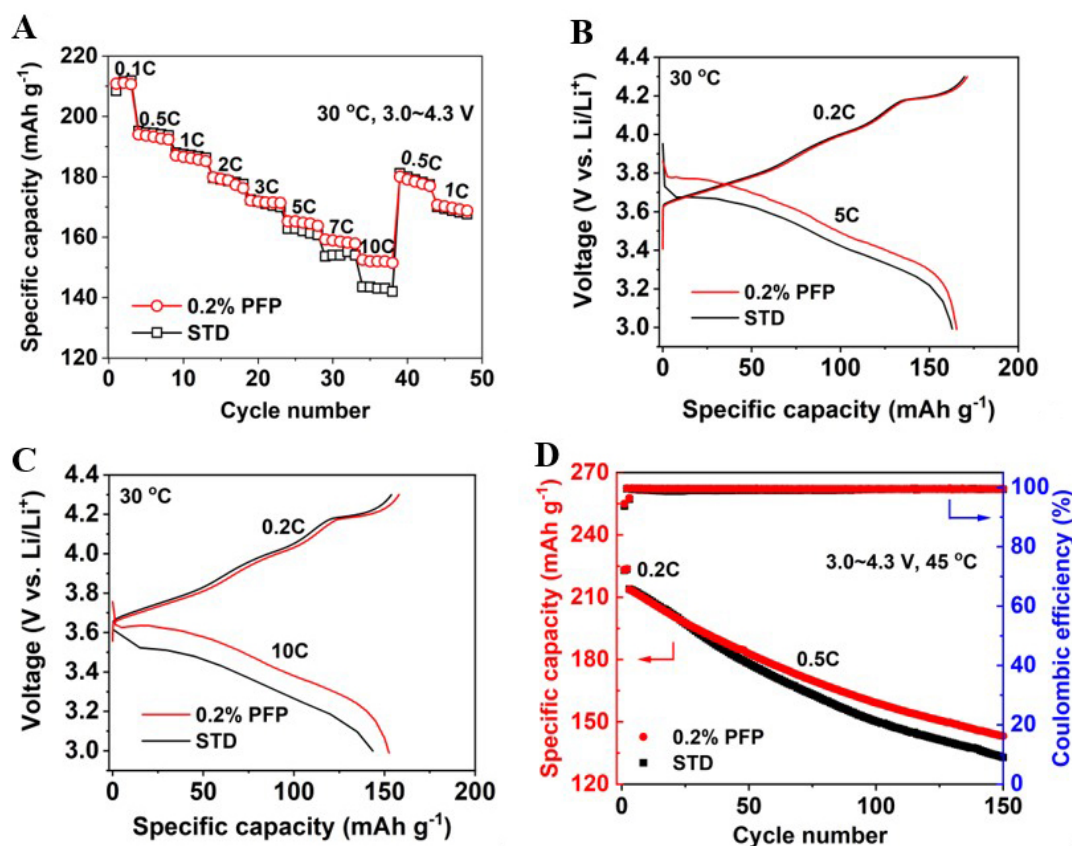 A
Specific capacity (mAh g⁻¹)
220
200
180
160
140
120
0.1C
0.5C
1C
2C
3C
5C
7C
10C
0.5C
1C
30 °C, 3.0~4.3 V
0.2% PFP
STD
0
10
20
30
40
50
Cycle number
B
Voltage (V vs. Li/Li⁺)
4.4
4.2
4.0
3.8
3.6
3.4
3.2
3.0
30 °C
0.2C
5C
0.2% PFP
STD
0
50
100
150
200
Specific capacity (mAh g⁻¹)
C
Voltage (V vs. Li/Li⁺)
4.4
4.2
4.0
3.8
3.6
3.4
3.2
3.0
30 °C
0.2C
10C
0.2% PFP
STD
0
50
100
150
200
Specific capacity (mAh g⁻¹)
D
Specific capacity (mAh g⁻¹)
270
240
210
180
150
120
0.2C
3.0~4.3 V, 45 °C
0.5C
0.2% PFP
STD
0
50
100
150
Cycle number
100
80
60
40
20
0
Coulombic efficiency (%)